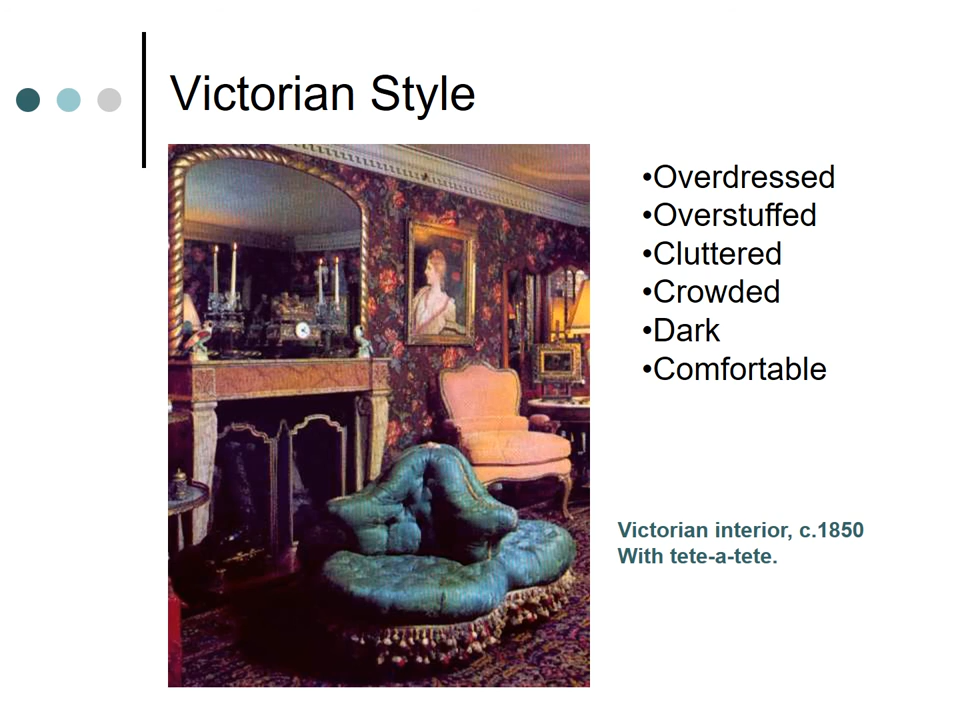 Victorian Style
•Overdressed
•Overstuffed
•Cluttered
•Crowded
•Dark
•Comfortable
Victorian interior, c.1850
With tete-a-tete.